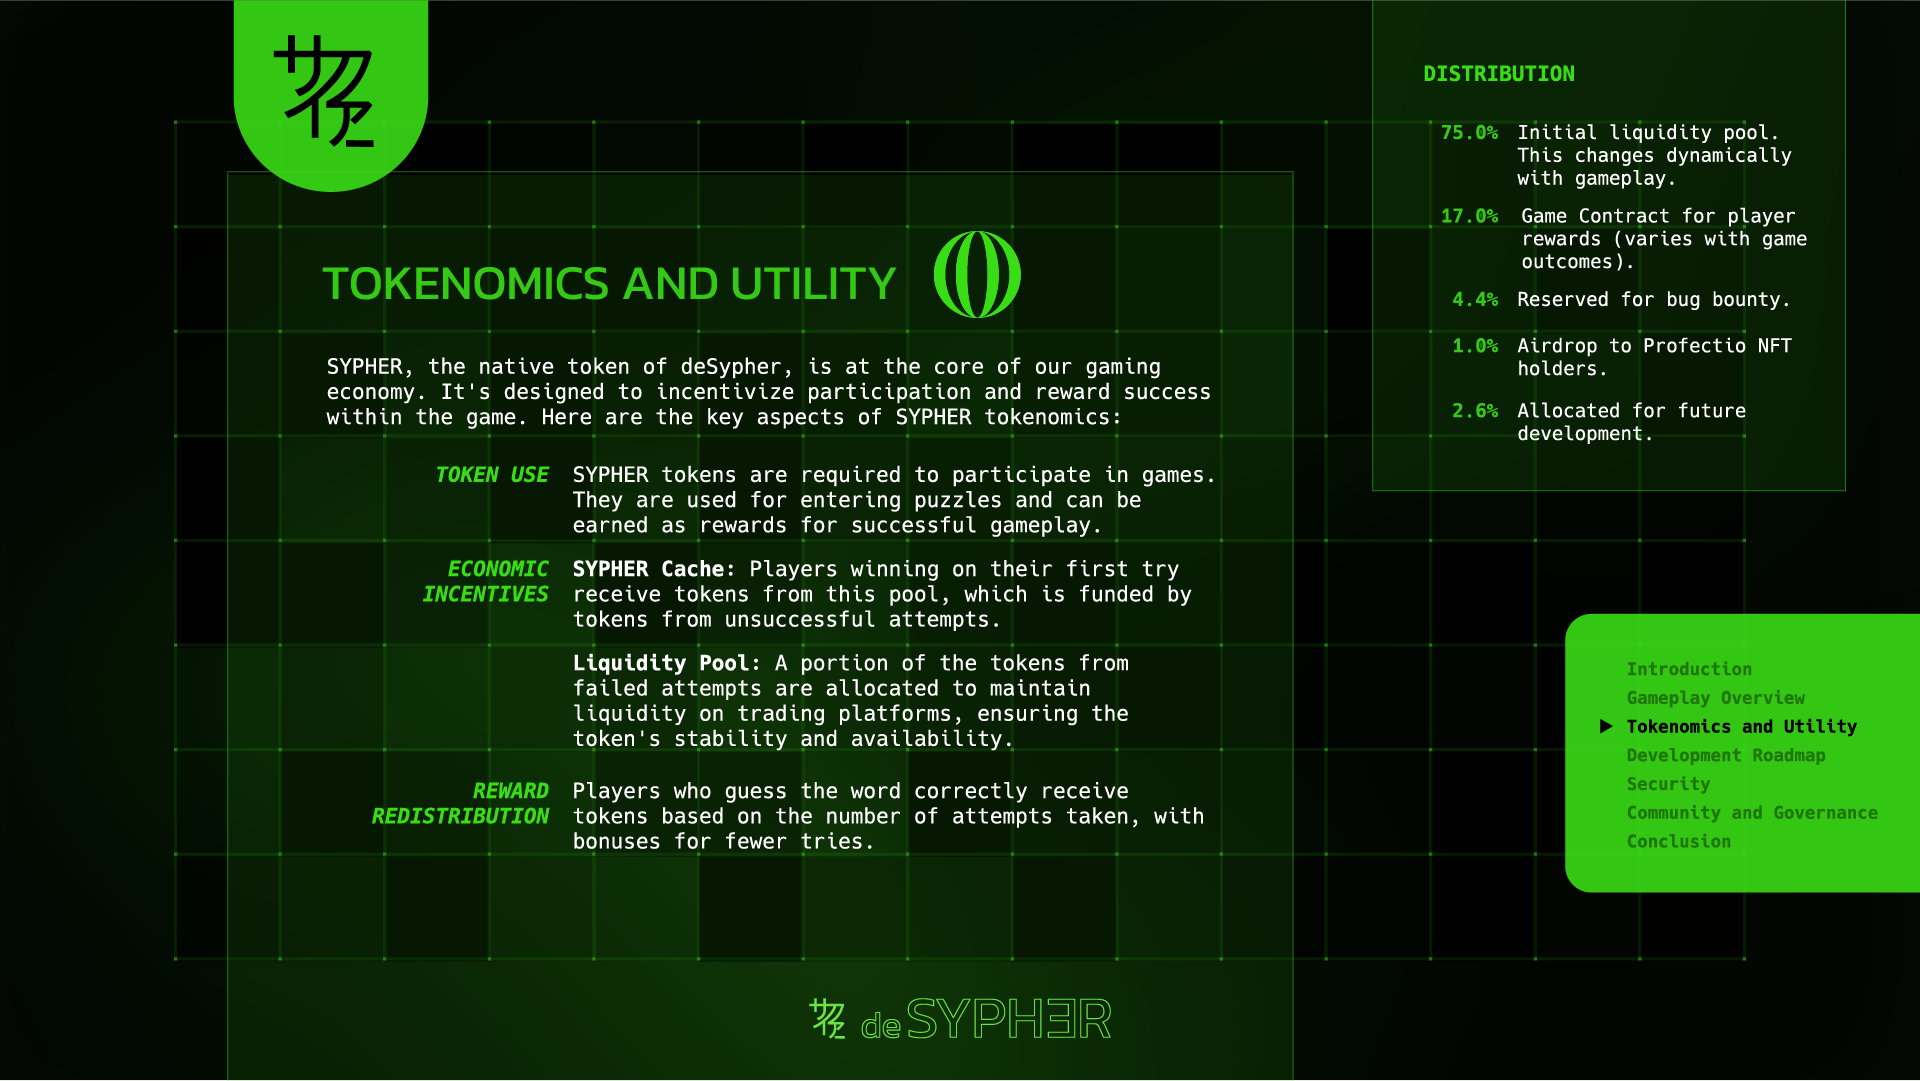 TOKENOMICS AND UTILITY
SYPHER, the native token of deSypher, is at the core of our gaming
economy. It's designed to incentivize participation and reward success
within the game. Here are the key aspects of SYPHER tokenomics:
TOKEN USE
SYPHER tokens are required to participate in games.
They are used for entering puzzles and can be
earned as rewards for successful gameplay.
ECONOMIC
INCENTIVES
SYPHER Cache: Players winning on their first try
receive tokens from this pool, which is funded by
tokens from unsuccessful attempts.
Liquidity Pool: A portion of the tokens from
failed attempts are allocated to maintain
liquidity on trading platforms, ensuring the
token's stability and availability.
REWARD
REDISTRIBUTION
Players who guess the word correctly receive
tokens based on the number of attempts taken, with
bonuses for fewer tries.
DISTRIBUTION
75.0% Initial liquidity pool.
This changes dynamically
with gameplay.
17.0% Game Contract for player
rewards (varies with game
outcomes).
4.4% Reserved for bug bounty.
1.0% Airdrop to Profectio NFT
holders.
2.6% Allocated for future
development.
Introduction
Gameplay Overview
▶ Tokenomics and Utility
Development Roadmap
Security
Community and Governance
Conclusion
deSYPHER